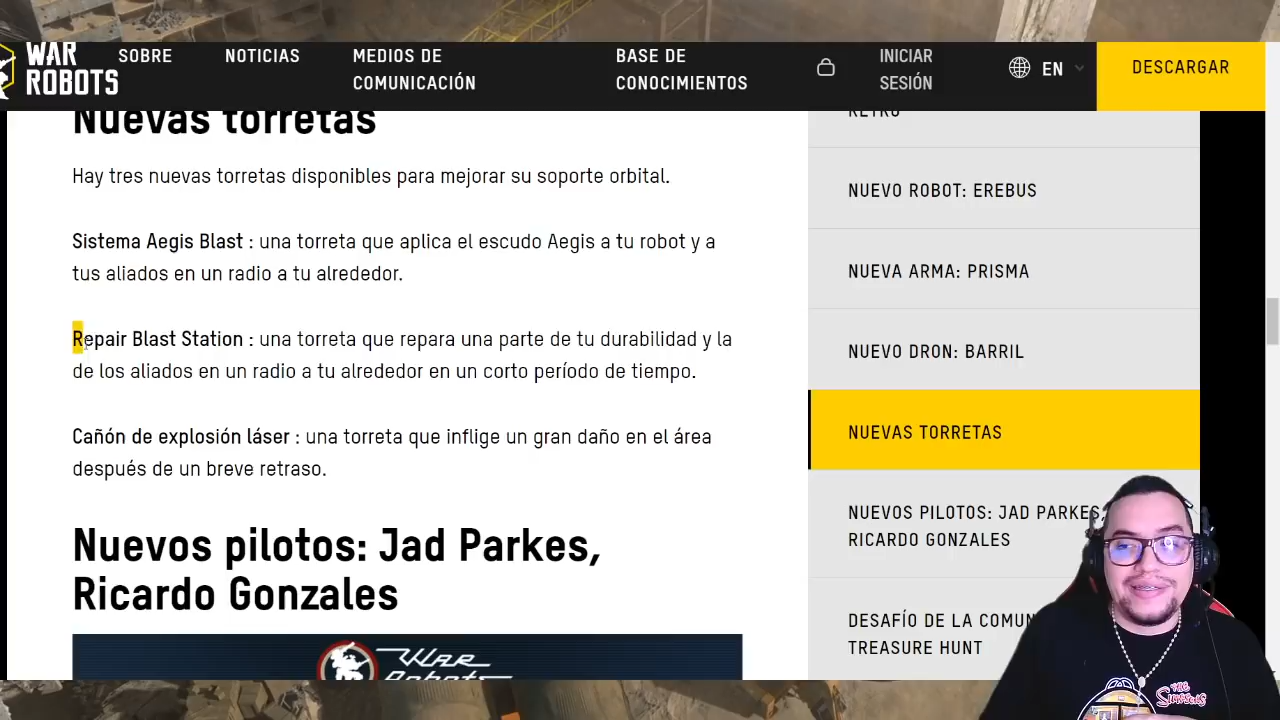 WAR
ROBOTS
SOBRE
NOTICIAS
MEDIOS DE
COMUNICACIÓN
BASE DE
CONOCIMIENTOS
INICIAR
SESIÓN
EN
DESCARGAR
Nuevas torretas
Hay tres nuevas torretas disponibles para mejorar su soporte orbital.
Sistema Aegis Blast : una torreta que aplica el escudo Aegis a tu robot y a
tus aliados en un radio a tu alrededor.
Repair Blast Station : una torreta que repara una parte de tu durabilidad y la
de los aliados en un radio a tu alrededor en un corto período de tiempo.
Cañón de explosión láser : una torreta que inflige un gran daño en el área
después de un breve retraso.
Nuevos pilotos: Jad Parkes,
Ricardo Gonzales
War
Robots
RETRO
NUEVO ROBOT: EREBUS
NUEVA ARMA: PRISMA
NUEVO DRON: BARRIL
NUEVAS TORRETAS
NUEVOS PILOTOS: JAD PARKES,
RICARDO GONZALES
DESAFÍO DE LA COMUN
TREASURE HUNT
THE
SIMPSONS